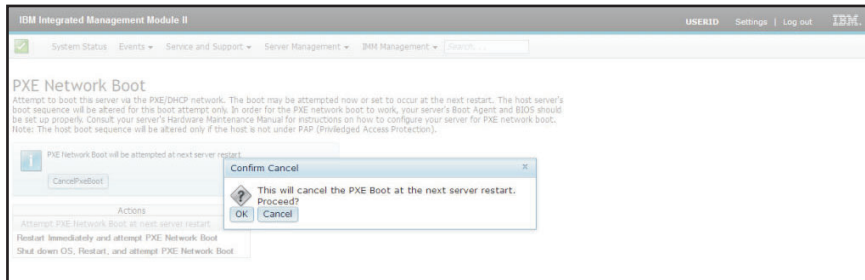 IBM Integrated Management Module II
USERID Settings | Log out IBM.
System Status Events Service and Support Server Management IMM Management Search...
PXE Network Boot
Attempt to boot this server via the PXE/DHCP network. The boot may be attempted now or set to occur at the next restart. The host server's
boot sequence will be altered for the boot attempt only. In order for the PXE network boot to work, your server's Boot Agent and BIOS should
be set up properly. Consult your server's Hardware Maintenance Manual for instructions on how to configure your server for PXE network boot.
Note: The host boot sequence will be altered only if the host is not under PAP (Priviledged Access Protection).
i
PXE Network Boot will be attempted at next server restart
CancelPxeBoot
Confirm Cancel x
?
This will cancel the PXE Boot at the next server restart.
Proceed?
OK Cancel
Actions
Attempt PXE Network Boot at next server restart
Restart Immediately and attempt PXE Network Boot
Shut down OS, Restart, and attempt PXE Network Boot